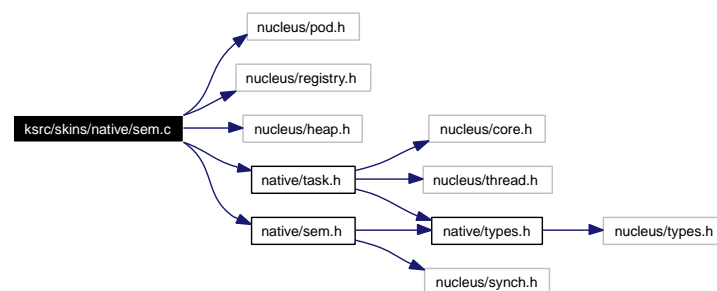 nucleus/pod.h
nucleus/registry.h
ksrc/skins/native/sem.c
nucleus/heap.h
nucleus/core.h
native/task.h
nucleus/thread.h
native/sem.h
native/types.h
nucleus/types.h
nucleus/synch.h